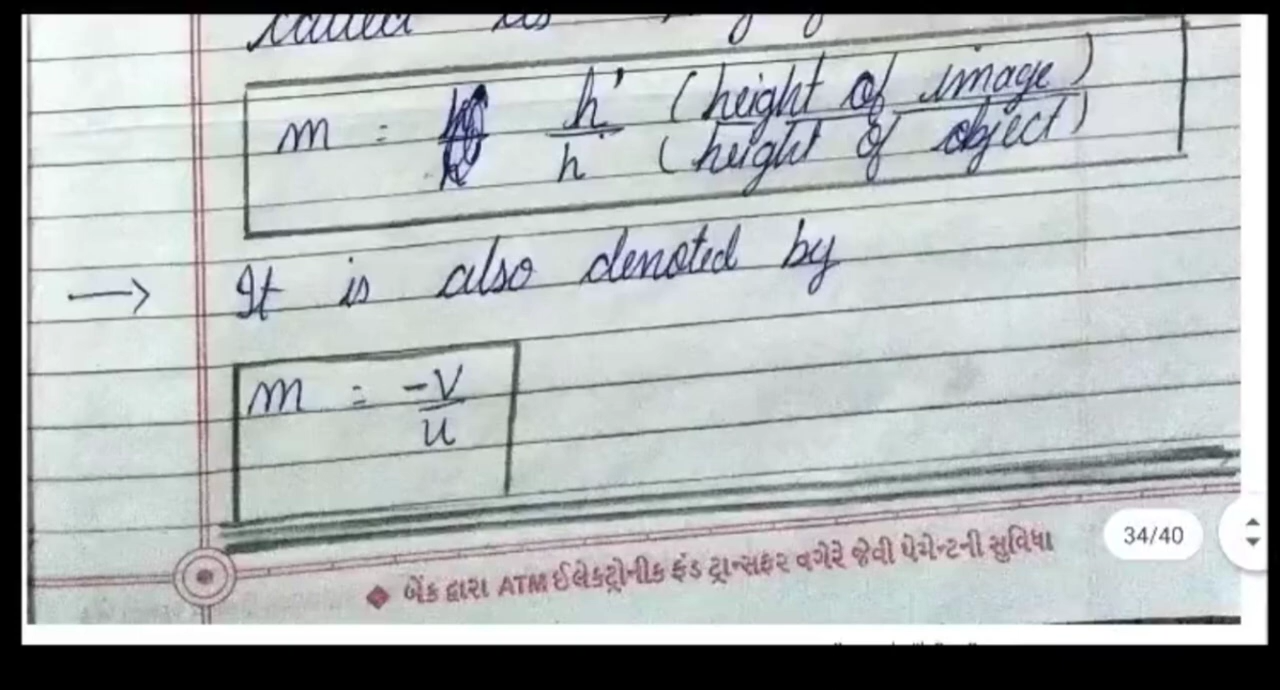 m = h' (height of image)
h (height of object)
→ It is also denoted by
m = -v
u
34/40
◆ બેંક દ્વારા ATM ઈલેક્ટ્રોનીક ફંડ ટ્રાન્સફર વગેરે જેવી પેમેન્ટની સુવિધા